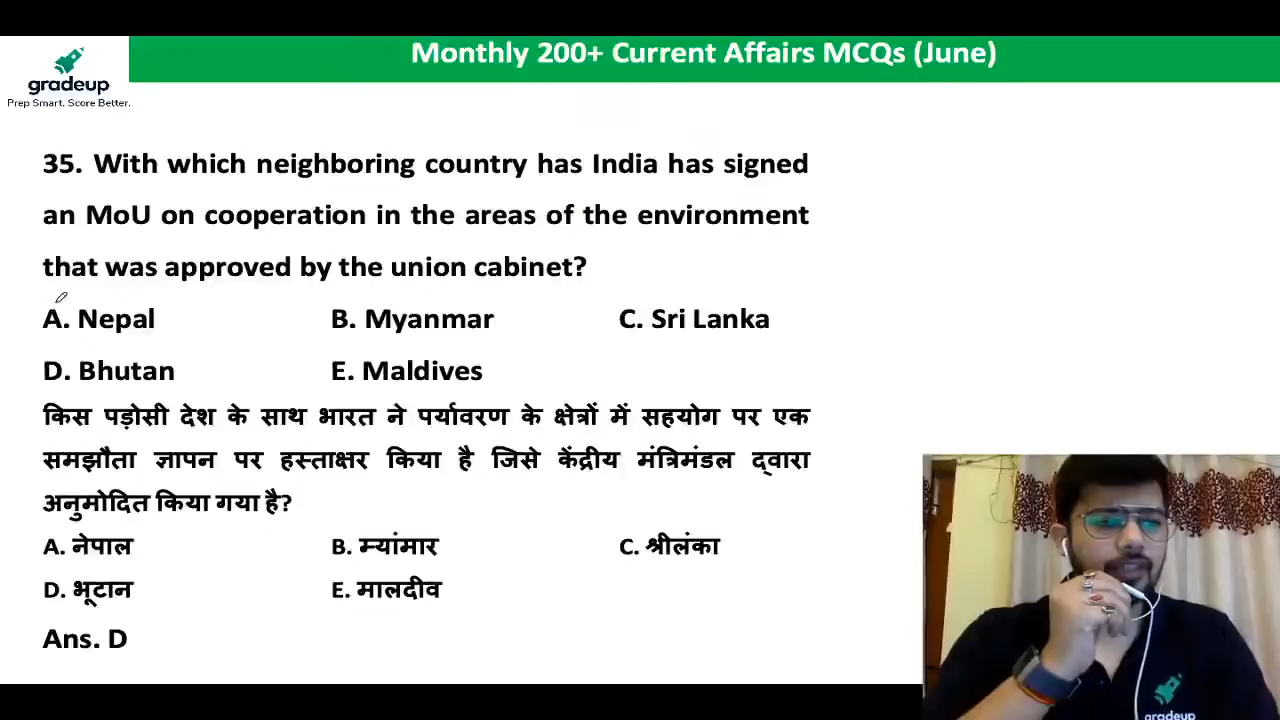 Monthly 200+ Current Affairs MCQs (June)
gradeup
Prep Smart. Score Better.
35. With which neighboring country has India has signed
an MoU on cooperation in the areas of the environment
that was approved by the union cabinet?
A. Nepal B. Myanmar C. Sri Lanka
D. Bhutan E. Maldives
किस पड़ोसी देश के साथ भारत ने पर्यावरण के क्षेत्रों में सहयोग पर एक
समझौता ज्ञापन पर हस्ताक्षर किया है जिसे केंद्रीय मंत्रिमंडल द्वारा
अनुमोदित किया गया है?
A. नेपाल B. म्यांमार C. श्रीलंका
D. भूटान E. मालदीव
Ans. D
gradeup